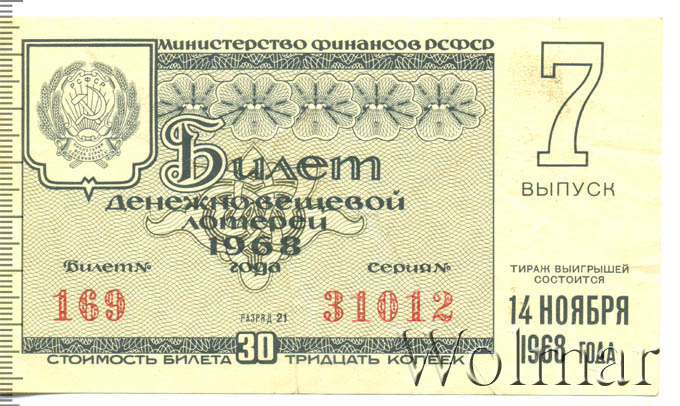 Министерство финансов РСФСР
Билет
денежно-вещевой
лотереи
1968
года
Билет №
Серия №
169
РАЗРЯД 21
31012
30
СТОИМОСТЬ БИЛЕТА ТРИДЦАТЬ КОПЕЕК
7
ВЫПУСК
ТИРАЖ ВЫИГРЫШЕЙ
СОСТОИТСЯ
14 НОЯБРЯ
1968 ГОДА
Wolmar